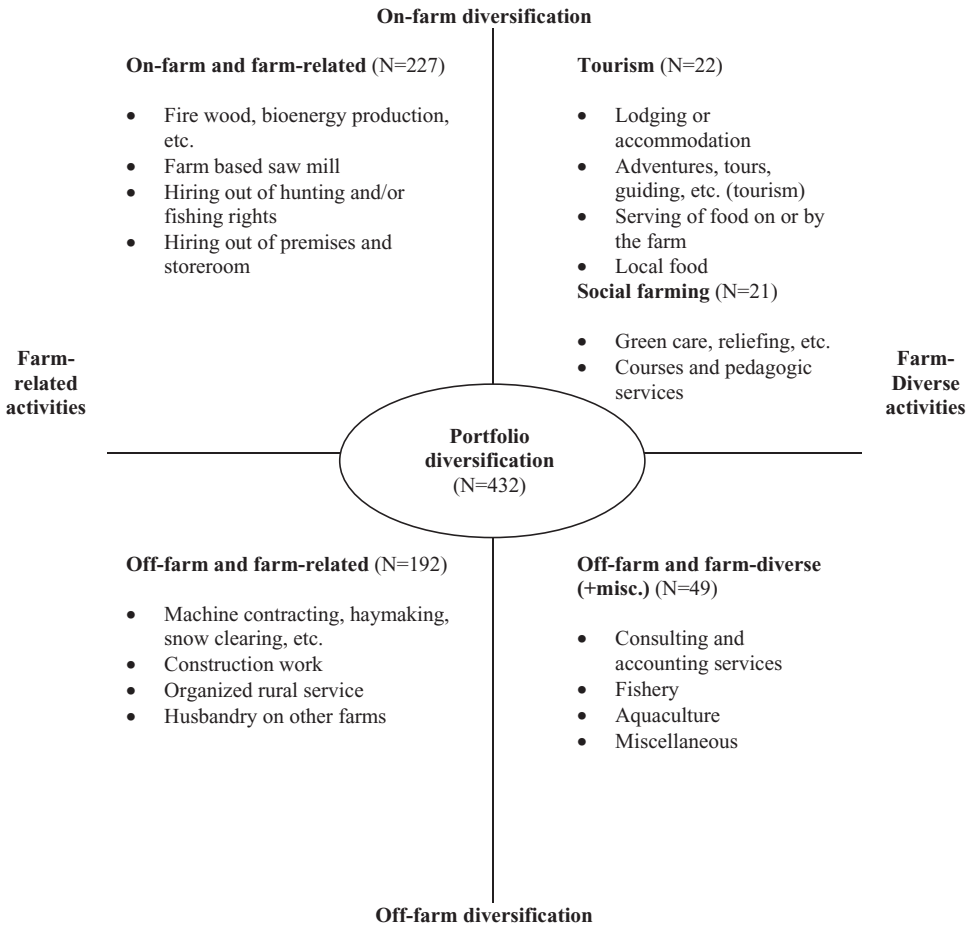 On-farm diversification
On-farm and farm-related (N=227)
• Fire wood, bioenergy production,
etc.
• Farm based saw mill
• Hiring out of hunting and/or
fishing rights
• Hiring out of premises and
storeroom
Tourism (N=22)
• Lodging or
accommodation
• Adventures, tours,
guiding, etc. (tourism)
• Serving of food on or by
the farm
• Local food
Social farming (N=21)
• Green care, reliefing, etc.
• Courses and pedagogic
services
Farm-
related
activities
Farm-
Diverse
activities
Portfolio
diversification
(N=432)
Off-farm and farm-related (N=192)
• Machine contracting, haymaking,
snow clearing, etc.
• Construction work
• Organized rural service
• Husbandry on other farms
Off-farm and farm-diverse
(+misc.) (N=49)
• Consulting and
accounting services
• Fishery
• Aquaculture
• Miscellaneous
Off-farm diversification